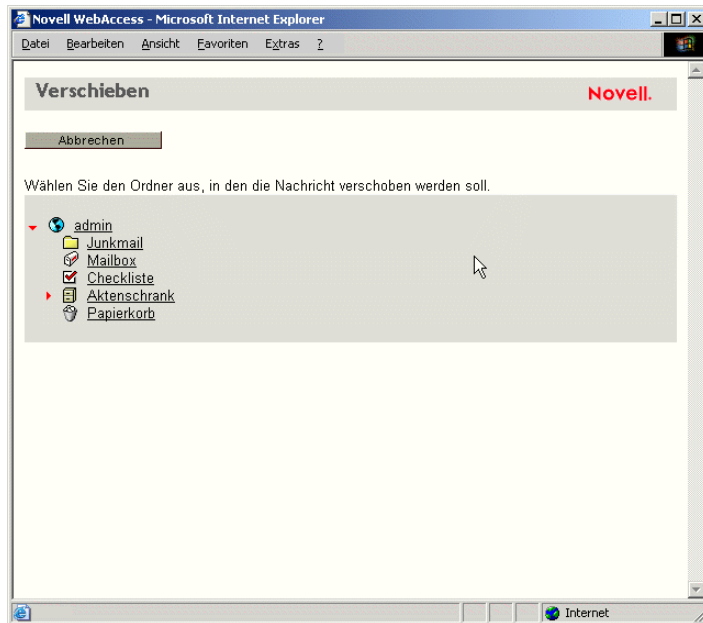 Novell WebAccess - Microsoft Internet Explorer
Datei Bearbeiten Ansicht Favoriten Extras ?
Verschieben
Novell.
Abbrechen
Wählen Sie den Ordner aus, in den die Nachricht verschoben werden soll.
admin
Junkmail
Mailbox
Checkliste
Aktenschrank
Papierkorb
Internet